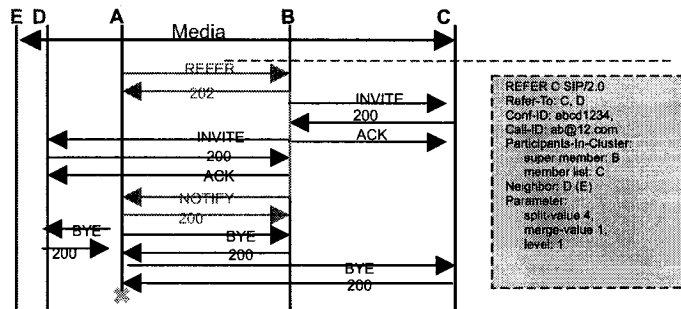 E D A B C
Media
REFER
202
INVITE
200
INVITE
ACK
200
ACK
NOTIFY
200
BYE
BYE
200
200
BYE
200
REFER C SIP/2.0
Refer-To: C, D
Conf-ID: abcd1234,
Call-ID: ab@12.com
Participants-In-Cluster:
super member: B
member list: C
Neighbor: D (E)
Parameter:
split-value 4,
merge-value 1,
level: 1